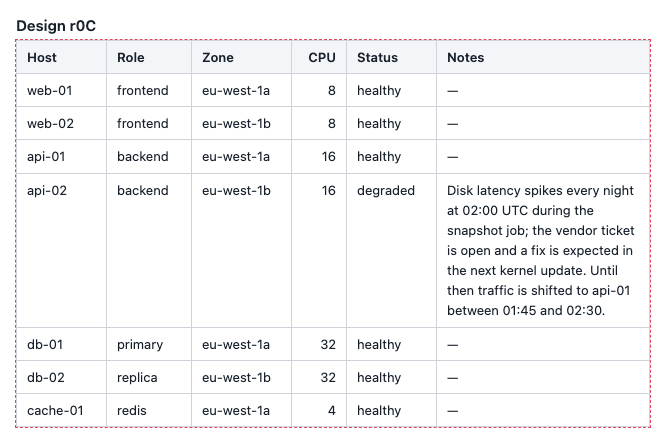 Design r0C
Host Role Zone CPU Status Notes
web-01 frontend eu-west-1a 8 healthy —
web-02 frontend eu-west-1b 8 healthy —
api-01 backend eu-west-1a 16 healthy —
api-02 backend eu-west-1b 16 degraded Disk latency spikes every night
at 02:00 UTC during the
snapshot job; the vendor ticket
is open and a fix is expected in
the next kernel update. Until
then traffic is shifted to api-01
between 01:45 and 02:30.
db-01 primary eu-west-1a 32 healthy —
db-02 replica eu-west-1b 32 healthy —
cache-01 redis eu-west-1a 4 healthy —